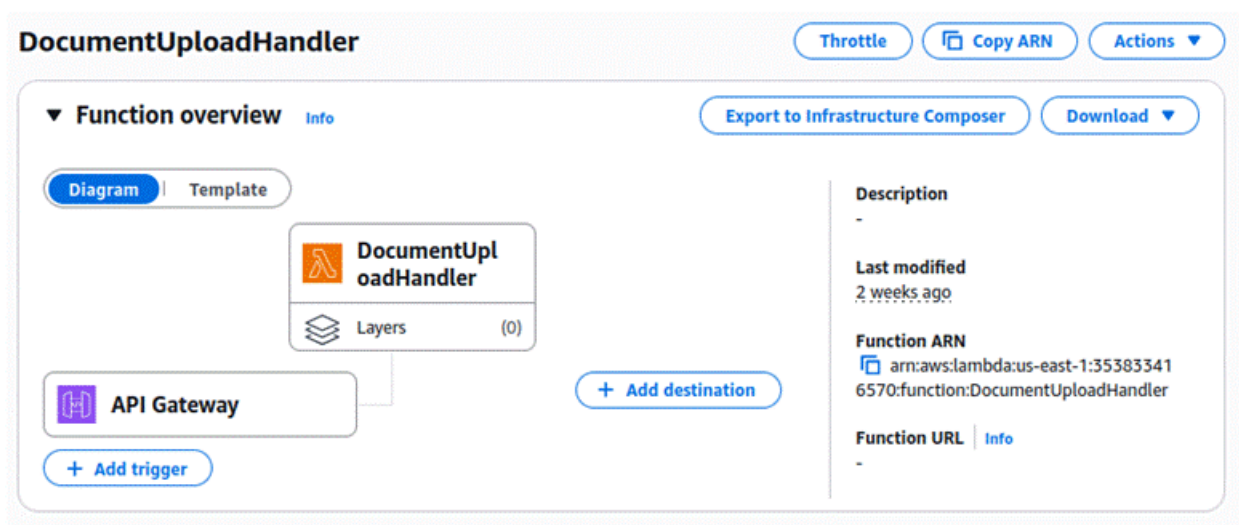 DocumentUploadHandler
Throttle
Copy ARN
Actions
Function overview Info
Export to Infrastructure Composer
Download
Diagram
Template
DocumentUpl
oadHandler
Layers (0)
API Gateway
+ Add trigger
+ Add destination
Description
-
Last modified
2 weeks ago
Function ARN
arn:aws:lambda:us-east-1:35383341
6570:function:DocumentUploadHandler
Function URL Info
-